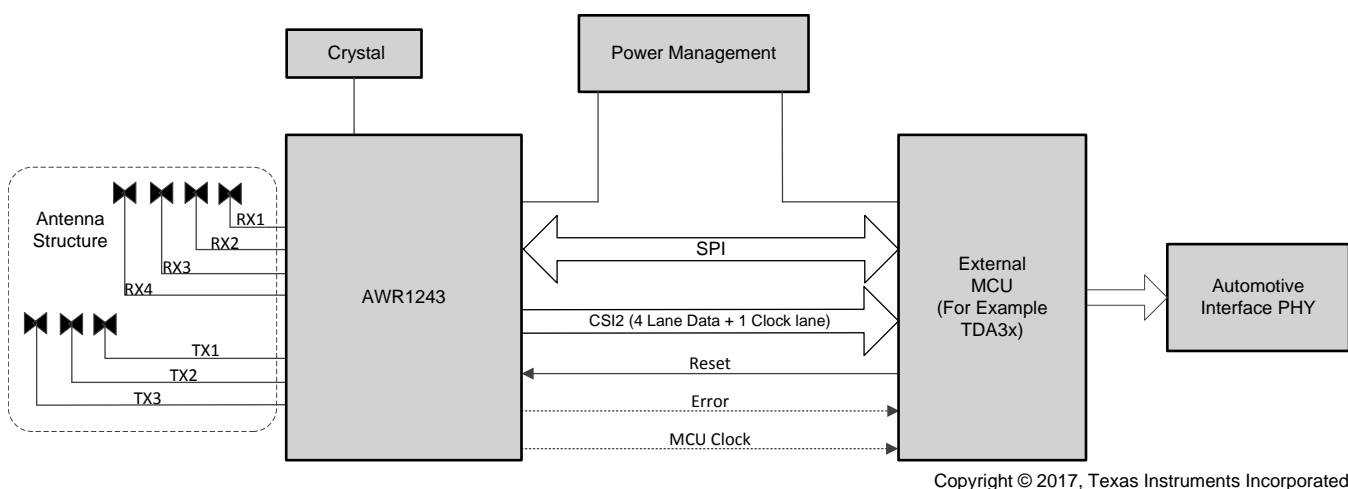 Crystal
Power Management
Antenna
Structure
RX1
RX2
RX3
RX4
TX1
TX2
TX3
AWR1243
SPI
CSI2 (4 Lane Data + 1 Clock lane)
Reset
Error
MCU Clock
External
MCU
(For Example
TDA3x)
Automotive
Interface PHY
Copyright © 2017, Texas Instruments Incorporated